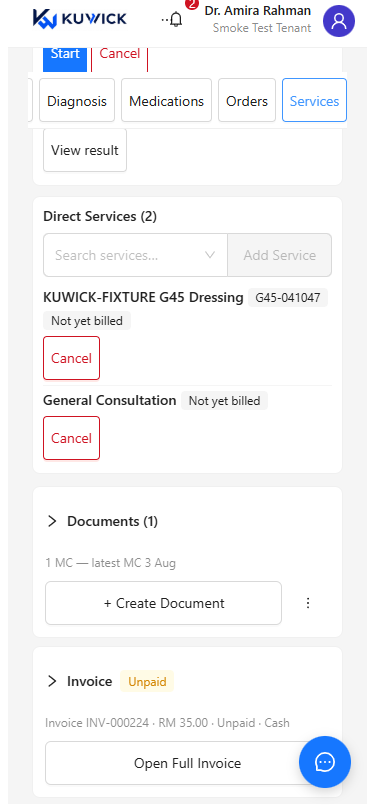 KUWICK
2
Dr. Amira Rahman
Smoke Test Tenant
Start
Cancel
Diagnosis
Medications
Orders
Services
View result
Direct Services (2)
Search services...
Add Service
KUWICK-FIXTURE G45 Dressing G45-041047
Not yet billed
Cancel
General Consultation Not yet billed
Cancel
Documents (1)
1 MC — latest MC 3 Aug
+ Create Document
Invoice Unpaid
Invoice INV-000224 · RM 35.00 · Unpaid · Cash
Open Full Invoice